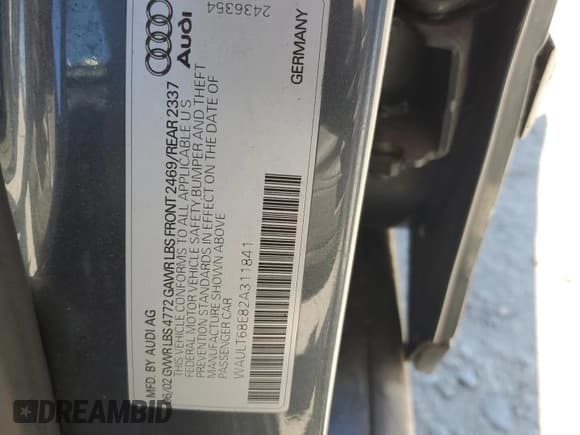 MFD. BY AUDI AG
06/02 GVWR LBS 4772 GAWR LBS FRONT 2469/REAR 2337
THIS VEHICLE CONFORMS TO ALL APPLICABLE U S
FEDERAL MOTOR VEHICLE SAFETY, BUMPER AND THEFT
PREVENTION STANDARDS IN EFFECT ON THE DATE OF
MANUFACTURE SHOWN ABOVE
PASSENGER CAR
WAULT68E82A311841
Audi
2436354
GERMANY
DREAMBID